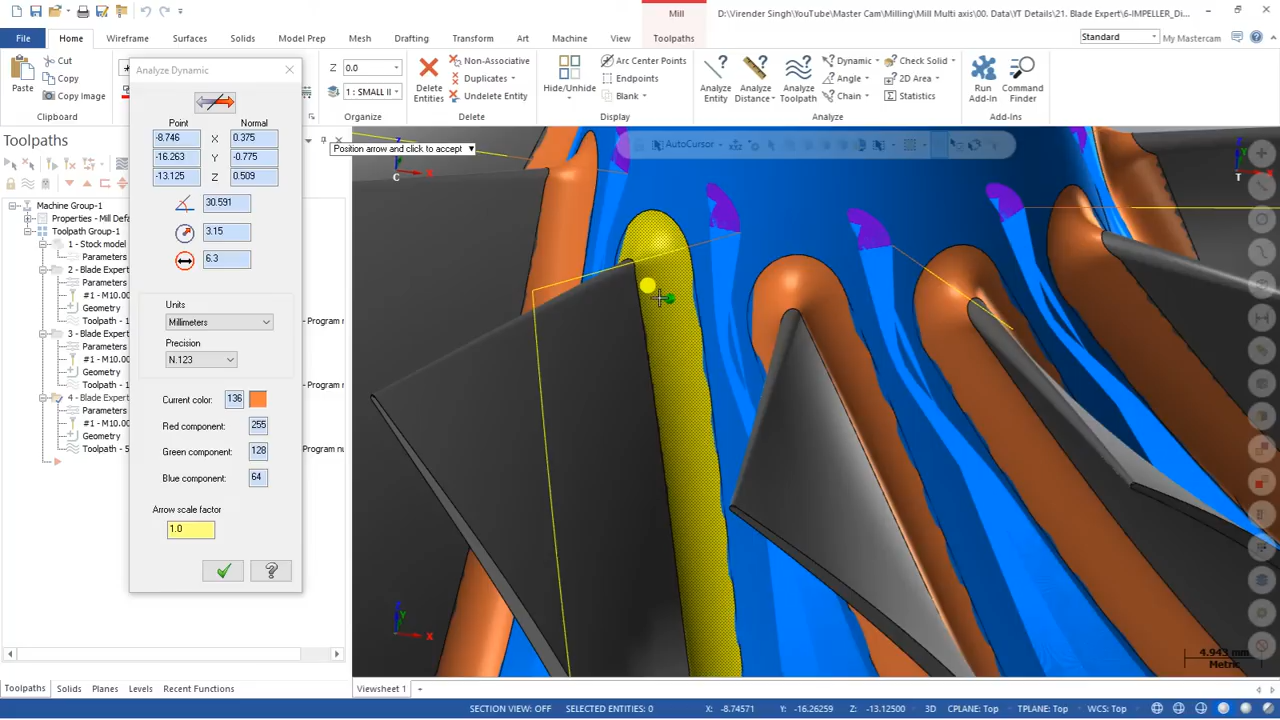 Mill
D:\Virender Singh\YouTube\Master Cam\Milling\Mill Multi axis\00. Data\YT Details\21. Blade Expert\6-IMPELLER_Di...
File
Home
Wireframe
Surfaces
Solids
Model Prep
Mesh
Drafting
Transform
Art
Machine
View
Toolpaths
Standard
My Mastercam
Paste
Cut
Copy
Copy Image
Clipboard
Z 0.0
1 : SMALL II
Organize
Delete
Entities
Non-Associative
Duplicates
Undelete Entity
Delete
Hide/Unhide
Arc Center Points
Endpoints
Blank
Display
Analyze
Entity
Analyze
Distance
Analyze
Toolpath
Dynamic
Angle
Chain
Check Solid
2D Area
Statistics
Analyze
Run
Add-In
Command
Finder
Add-Ins
Analyze Dynamic
Point Normal
-8.746 X 0.375
-16.263 Y -0.775
-13.125 Z 0.509
30.591
3.15
6.3
Units
Millimeters
Precision
N.123
Current color: 136
Red component: 255
Green component: 128
Blue component: 64
Arrow scale factor
1.0
Toolpaths
Machine Group-1
Properties - Mill Defa
Toolpath Group-1
1 - Stock model
Parameters
2 - Blade Expert
Parameters
#1 - M10.00
Geometry
Toolpath - 1 - Program n
3 - Blade Expert
Parameters
#1 - M10.00
Geometry
Toolpath - 1 - Program n
4 - Blade Expert
Parameters
#1 - M10.00
Geometry
Toolpath - 5 Program nu
Position arrow and click to accept
AutoCursor
C
T
Y
X
4.943 mm
Metric
Toolpaths
Solids
Planes
Levels
Recent Functions
Viewsheet 1
SECTION VIEW: OFF
SELECTED ENTITIES: 0
X: -8.74571
Y: -16.26259
Z: -13.12500
3D
CPLANE: Top
TPLANE: Top
WCS: Top